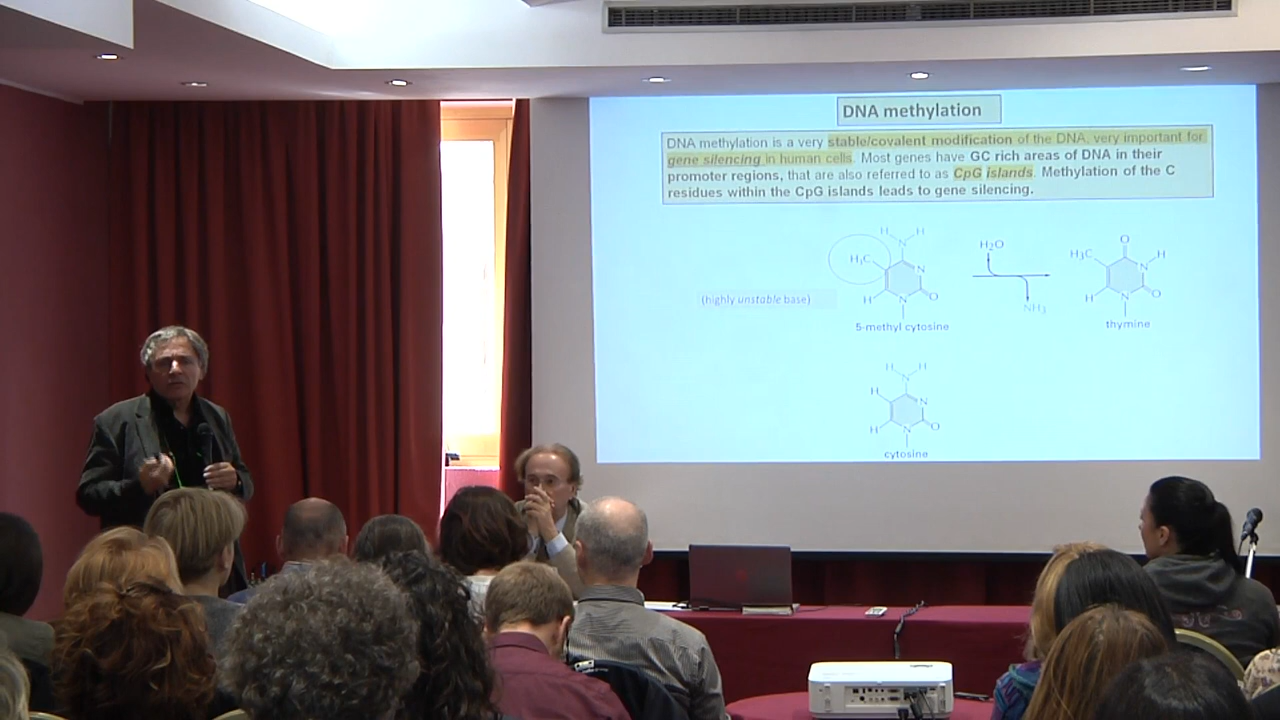 DNA methylation
DNA methylation is a very stable/covalent modification of the DNA, very important for
gene silencing in human cells. Most genes have GC rich areas of DNA in their
promoter regions, that are also referred to as CpG islands. Methylation of the C
residues within the CpG islands leads to gene silencing.
H H
N
H₃C
N
H
N
O
5-methyl cytosine
(highly unstable base)
H₂O
NH₃
O
H₃C
N
H
H
N
O
thymine
H H
N
H
N
H
N
O
cytosine